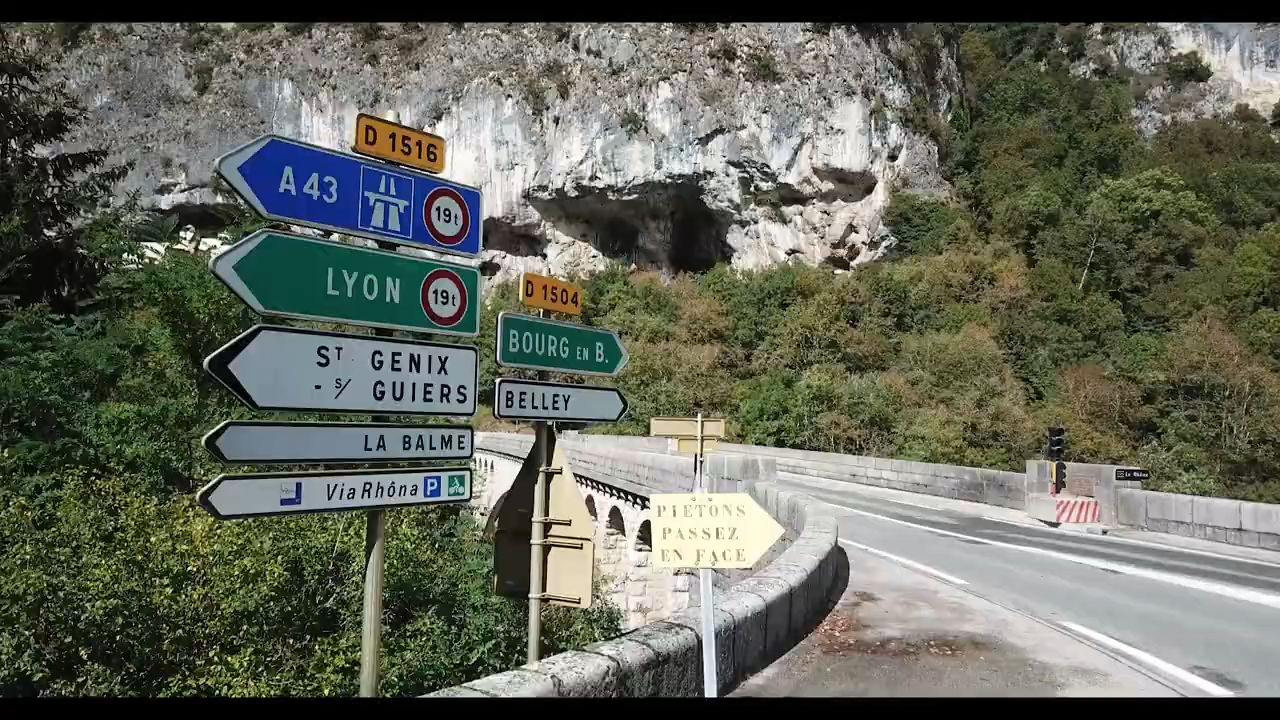 D 1516
A 43
19t
LYON
19t
ST GENIX
- S/ GUIERS
LA BALME
ViaRhôna P
D 1504
BOURG EN B.
BELLEY
PIETONS
PASSEZ
EN FACE
Le Rhône